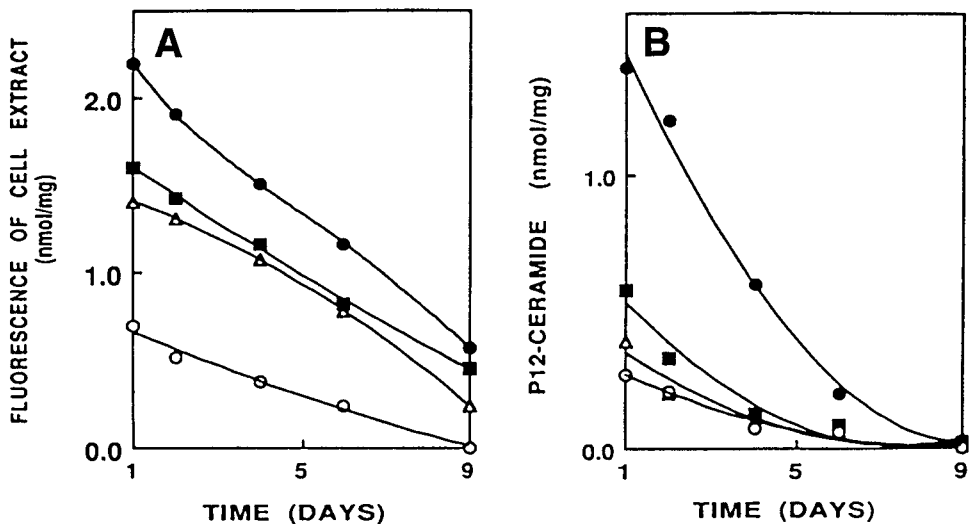 A
FLUORESCENCE OF CELL EXTRACT
(nmol/mg)
2.0
1.0
0.0
1
5
9
TIME (DAYS)
B
P12-CERAMIDE (nmol/mg)
1.0
0.0
1
5
9
TIME (DAYS)